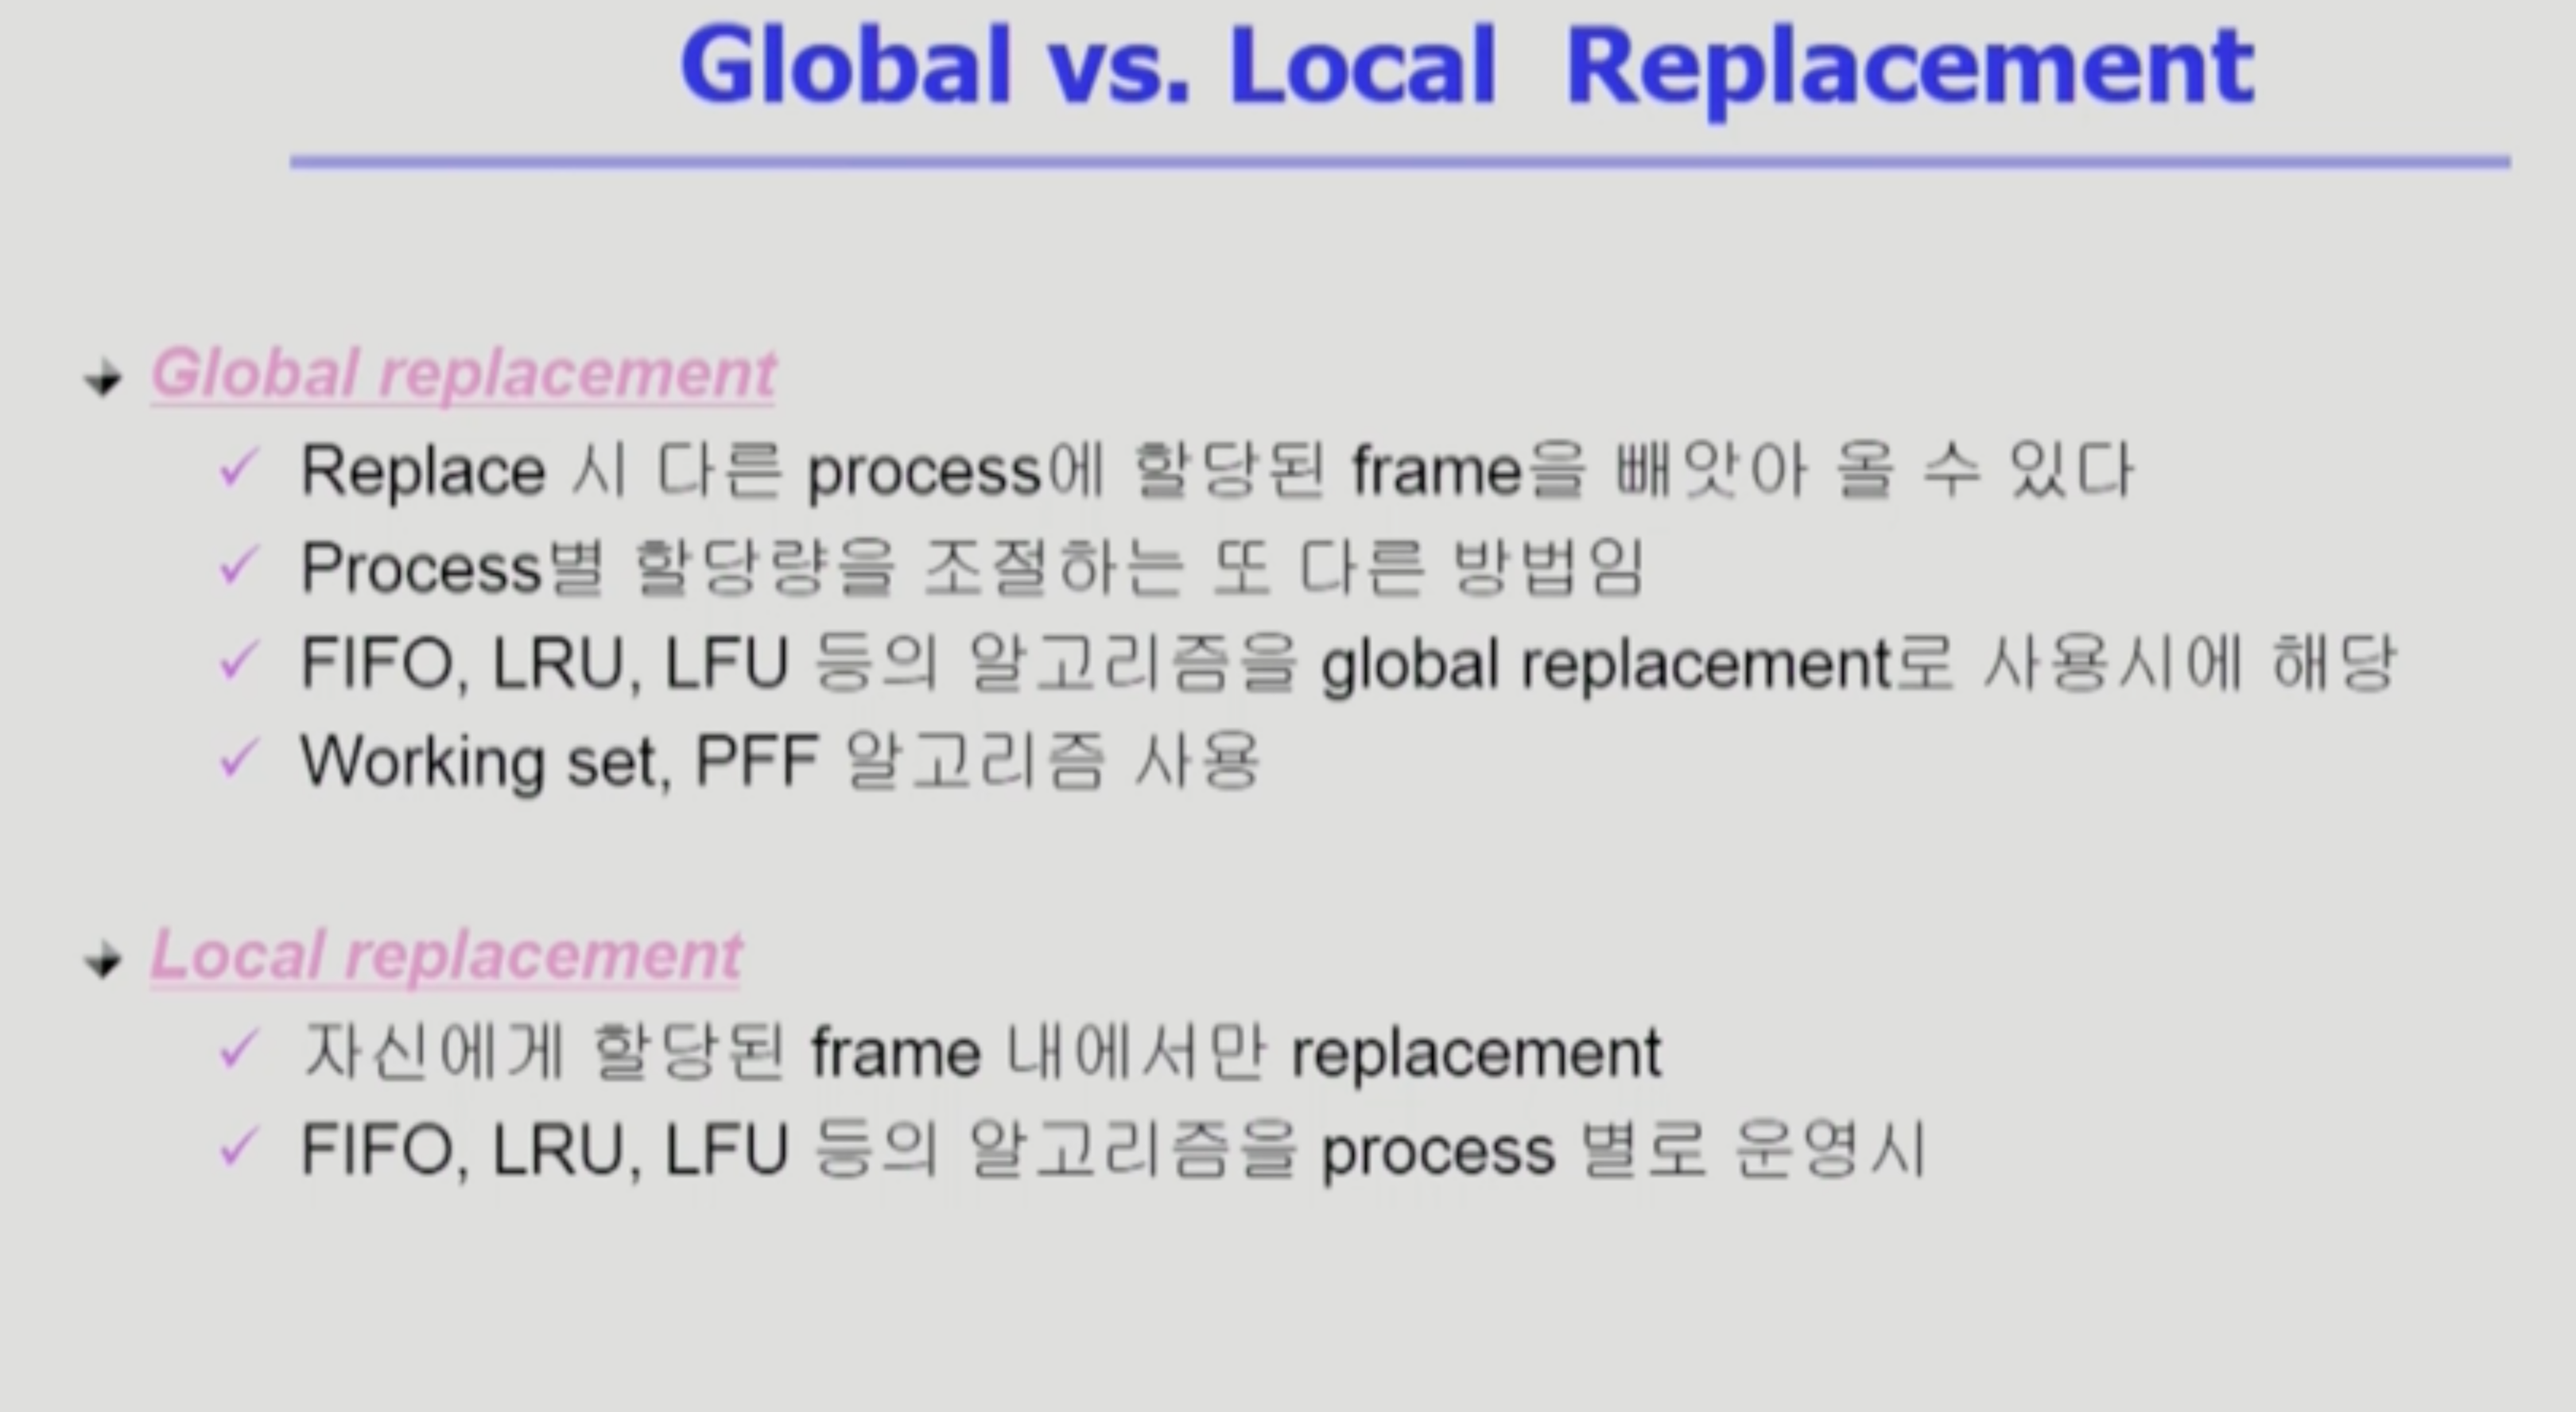 Global vs. Local Replacement
Global replacement
Replace 시 다른 process에 할당된 frame을 빼앗아 올 수 있다
Process별 할당량을 조절하는 또 다른 방법임
FIFO, LRU, LFU 등의 알고리즘을 global replacement로 사용시에 해당
Working set, PFF 알고리즘 사용
Local replacement
자신에게 할당된 frame 내에서만 replacement
FIFO, LRU, LFU 등의 알고리즘을 process 별로 운영시